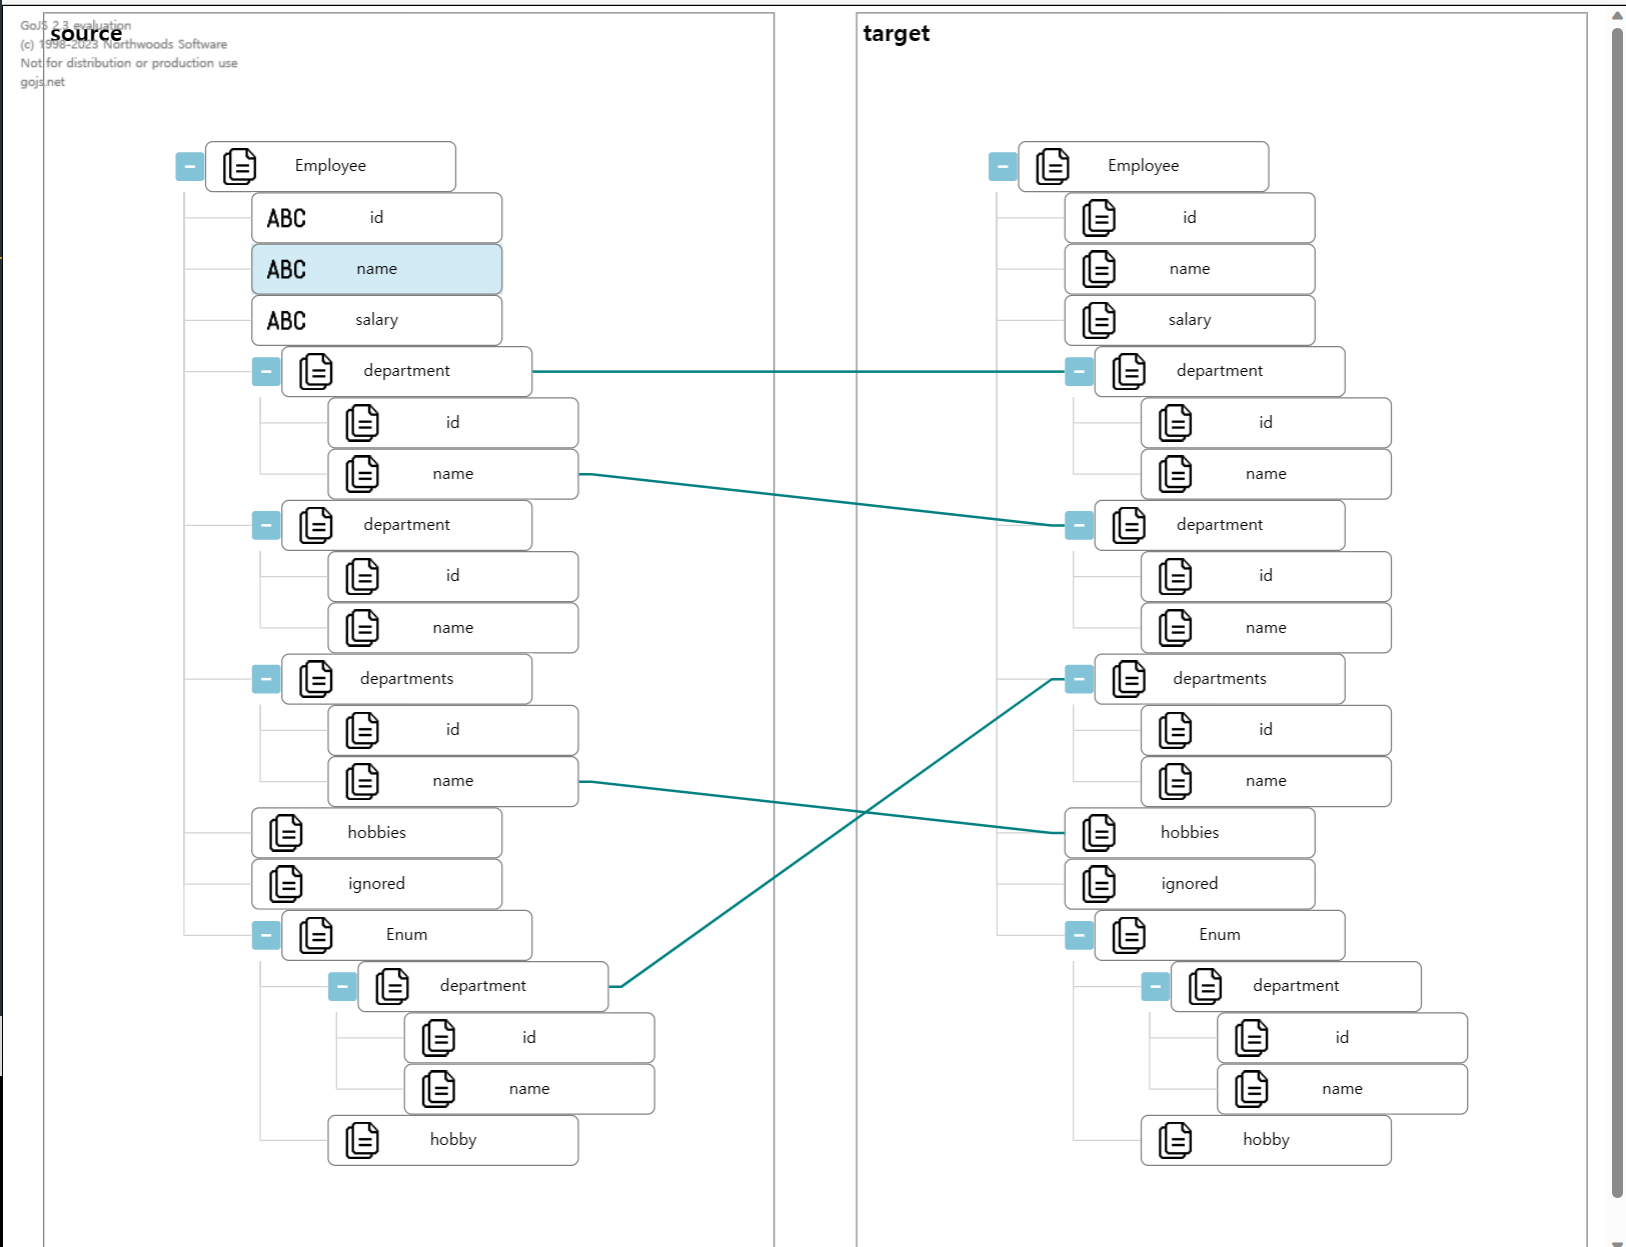 GoJS 2.3 evaluation
(c) 1998-2023 Northwoods Software
Not for distribution or production use
gojs.net
source
Employee
ABC id
ABC name
ABC salary
department
id
name
department
id
name
departments
id
name
hobbies
ignored
Enum
department
id
name
hobby
target
Employee
id
name
salary
department
id
name
department
id
name
departments
id
name
hobbies
ignored
Enum
department
id
name
hobby